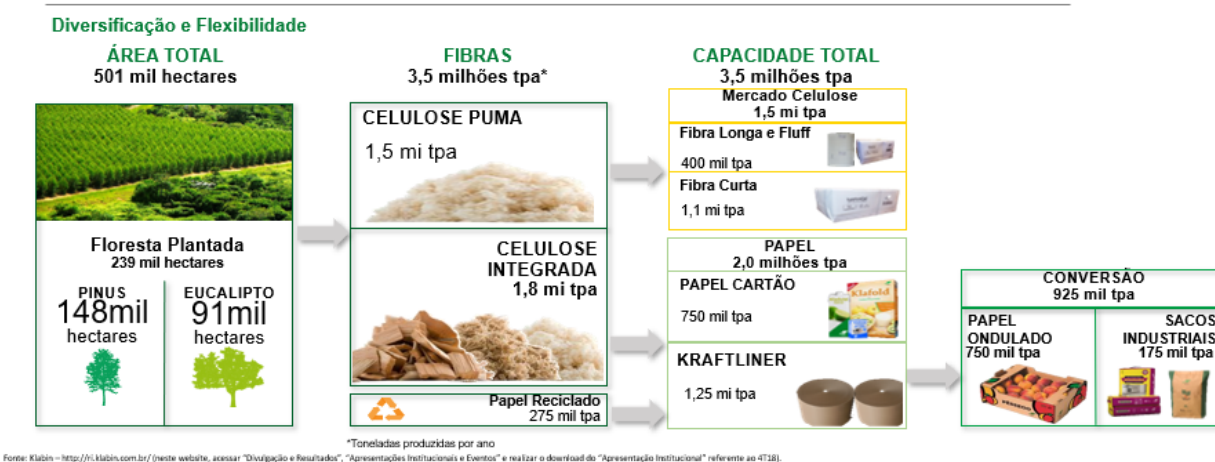 Diversificação e Flexibilidade
ÁREA TOTAL
501 mil hectares
Floresta Plantada
239 mil hectares
PINUS
148mil
hectares
EUCALIPTO
91mil
hectares
FIBRAS
3,5 milhões tpa*
CELULOSE PUMA
1,5 mi tpa
CELULOSE
INTEGRADA
1,8 mi tpa
Papel Reciclado
275 mil tpa
*Toneladas produzidas por ano
CAPACIDADE TOTAL
3,5 milhões tpa
Mercado Celulose
1,5 mi tpa
Fibra Longa e Fluff
400 mil tpa
Fibra Curta
1,1 mi tpa
PAPEL
2,0 milhões tpa
PAPEL CARTÃO
750 mil tpa
Klafold
KRAFTLINER
1,25 mi tpa
CONVERSÃO
925 mil tpa
PAPEL
ONDULADO
750 mil tpa
SACOS
INDUSTRIAIS
175 mil tpa
Fonte: Klabin – http://ri.klabin.com.br/ (neste website, acessar "Divulgação e Resultados", "Apresentações Institucionais e Eventos" e realizar o download do "Apresentação Institucional" referente ao 4T18).